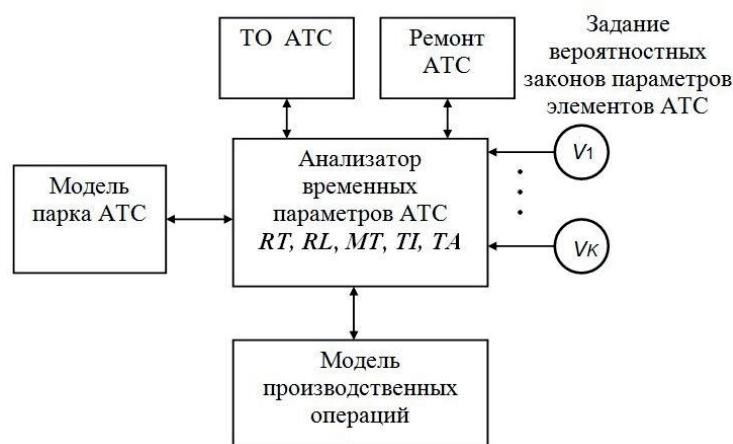 ТО АТС
Ремонт
АТС
Задание
вероятностных
законов параметров
элементов АТС
Модель
парка АТС
Анализатор
временных
параметров АТС
RT, RL, MT, TI, TA
V1
VK
Модель
производственных
операций